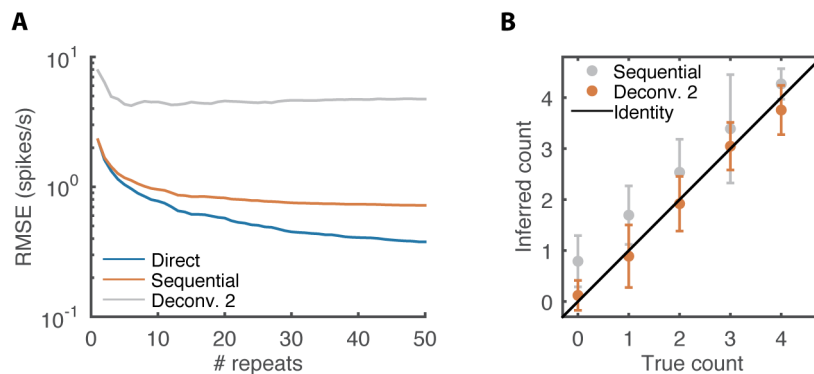 A
RMSE (spikes/s)
10^1
10^0
10^-1
Direct
Sequential
Deconv. 2
0 10 20 30 40 50
# repeats
B
Inferred count
4
3
2
1
0
Sequential
Deconv. 2
Identity
0 1 2 3 4
True count